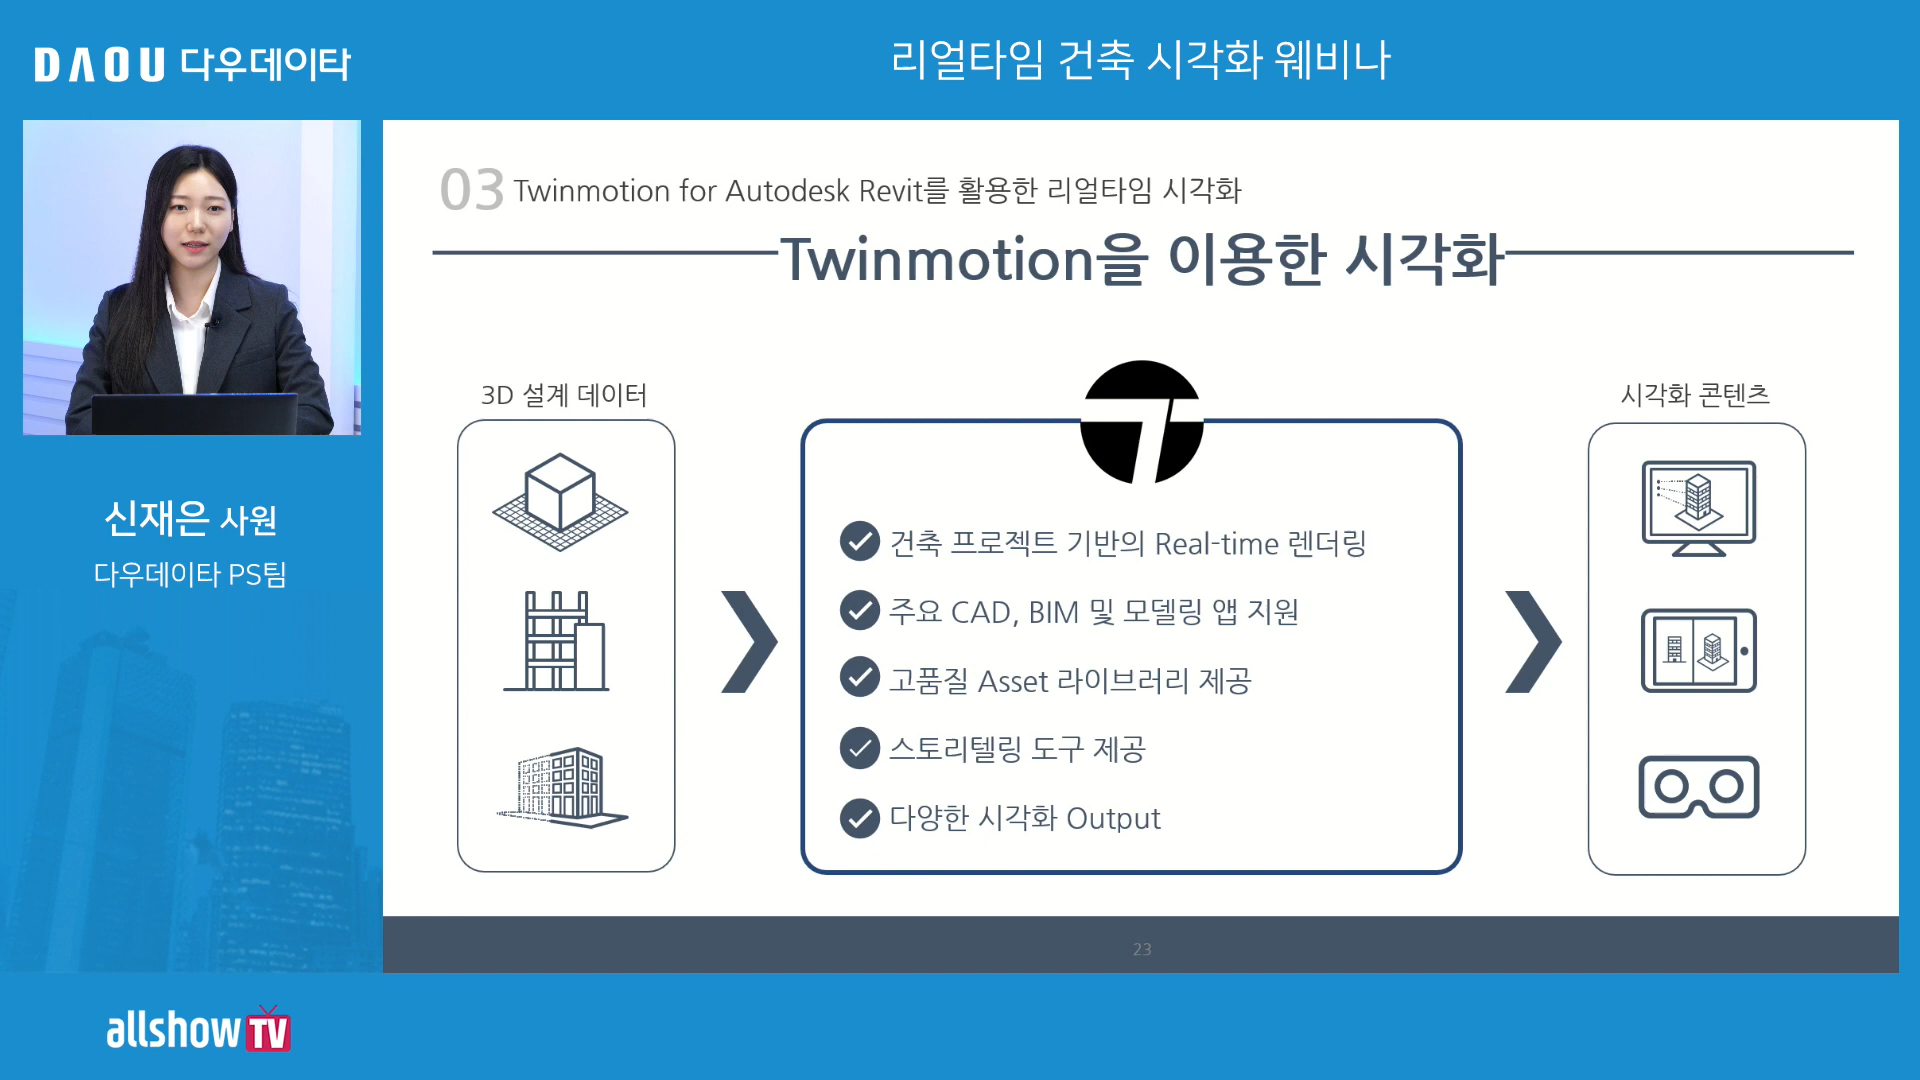 DAOU 다우데이타
리얼타임 건축 시각화 웨비나
03 Twinmotion for Autodesk Revit를 활용한 리얼타임 시각화
Twinmotion을 이용한 시각화
3D 설계 데이터
시각화 콘텐츠
건축 프로젝트 기반의 Real-time 렌더링
주요 CAD, BIM 및 모델링 앱 지원
고품질 Asset 라이브러리 제공
스토리텔링 도구 제공
다양한 시각화 Output
신재은 사원
다우데이타 PS팀
23
allshow TV